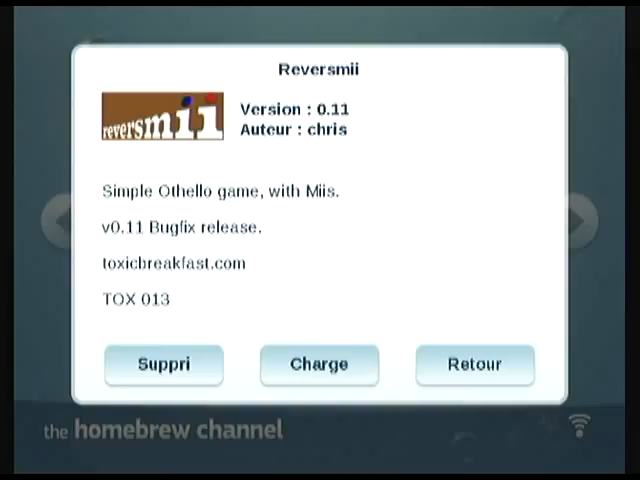 Reversmii
reversmii
Version : 0.11
Auteur : chris
Simple Othello game, with Miis.
v0.11 Bugfix release.
toxicbreakfast.com
TOX 013
Suppri
Charge
Retour
the homebrew channel